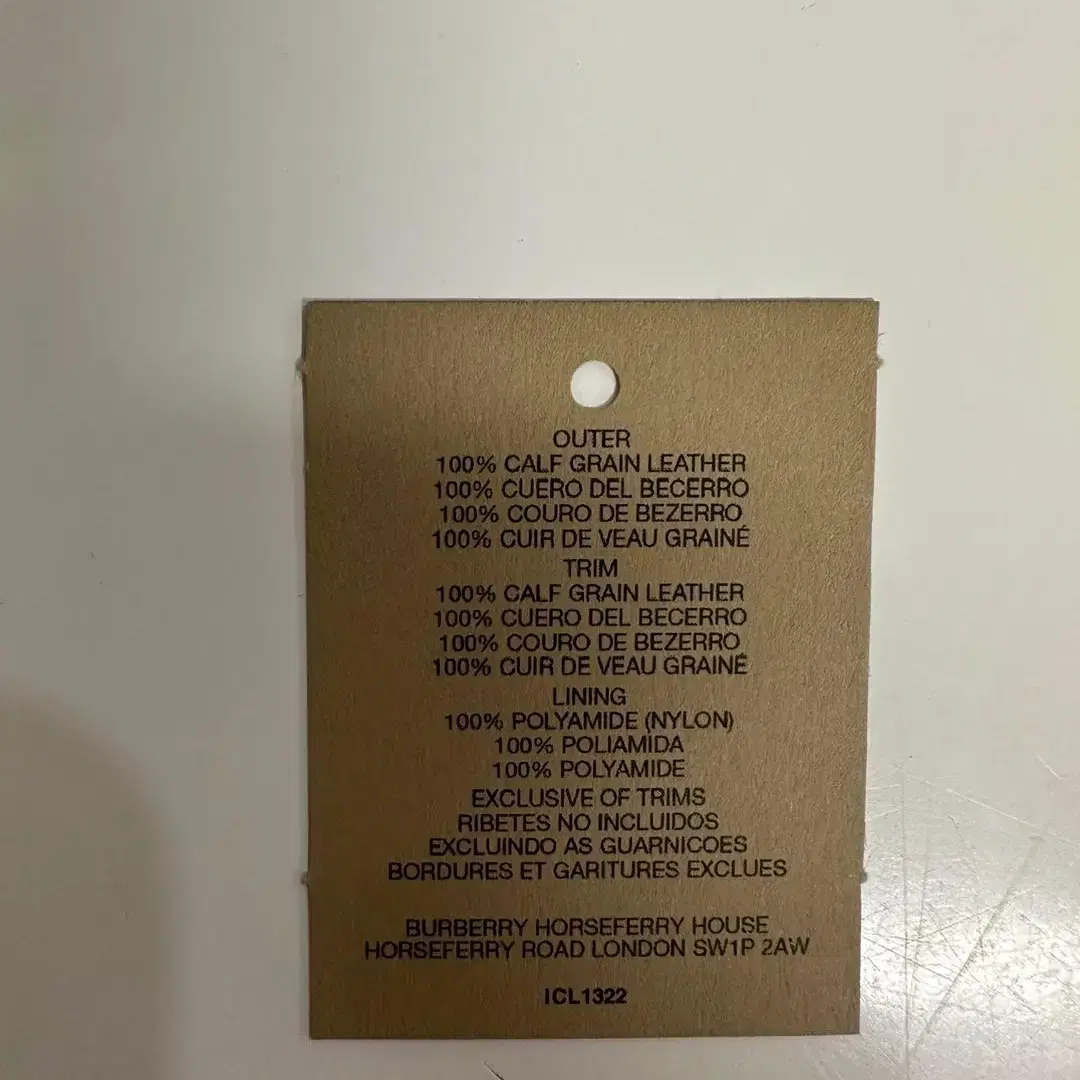 OUTER
100% CALF GRAIN LEATHER
100% CUERO DEL BECERRO
100% COURO DE BEZERRO
100% CUIR DE VEAU GRAINÉ
TRIM
100% CALF GRAIN LEATHER
100% CUERO DEL BECERRO
100% COURO DE BEZERRO
100% CUIR DE VEAU GRAINÉ
LINING
100% POLYAMIDE (NYLON)
100% POLIAMIDA
100% POLYAMIDE
EXCLUSIVE OF TRIMS
RIBETES NO INCLUIDOS
EXCLUINDO AS GUARNICOES
BORDURES ET GARITURES EXCLUES
BURBERRY HORSEFERRY HOUSE
HORSEFERRY ROAD LONDON SW1P 2AW
ICL1322